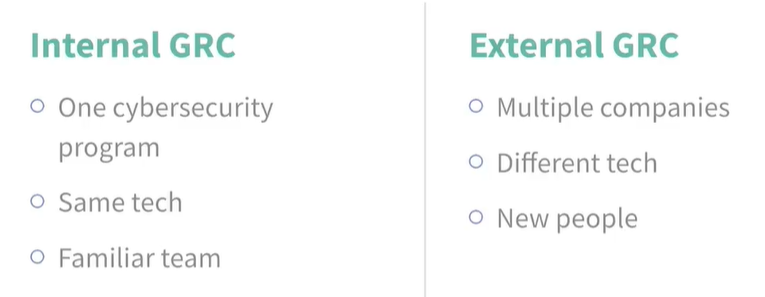 Internal GRC
One cybersecurity
program
Same tech
Familiar team
External GRC
Multiple companies
Different tech
New people